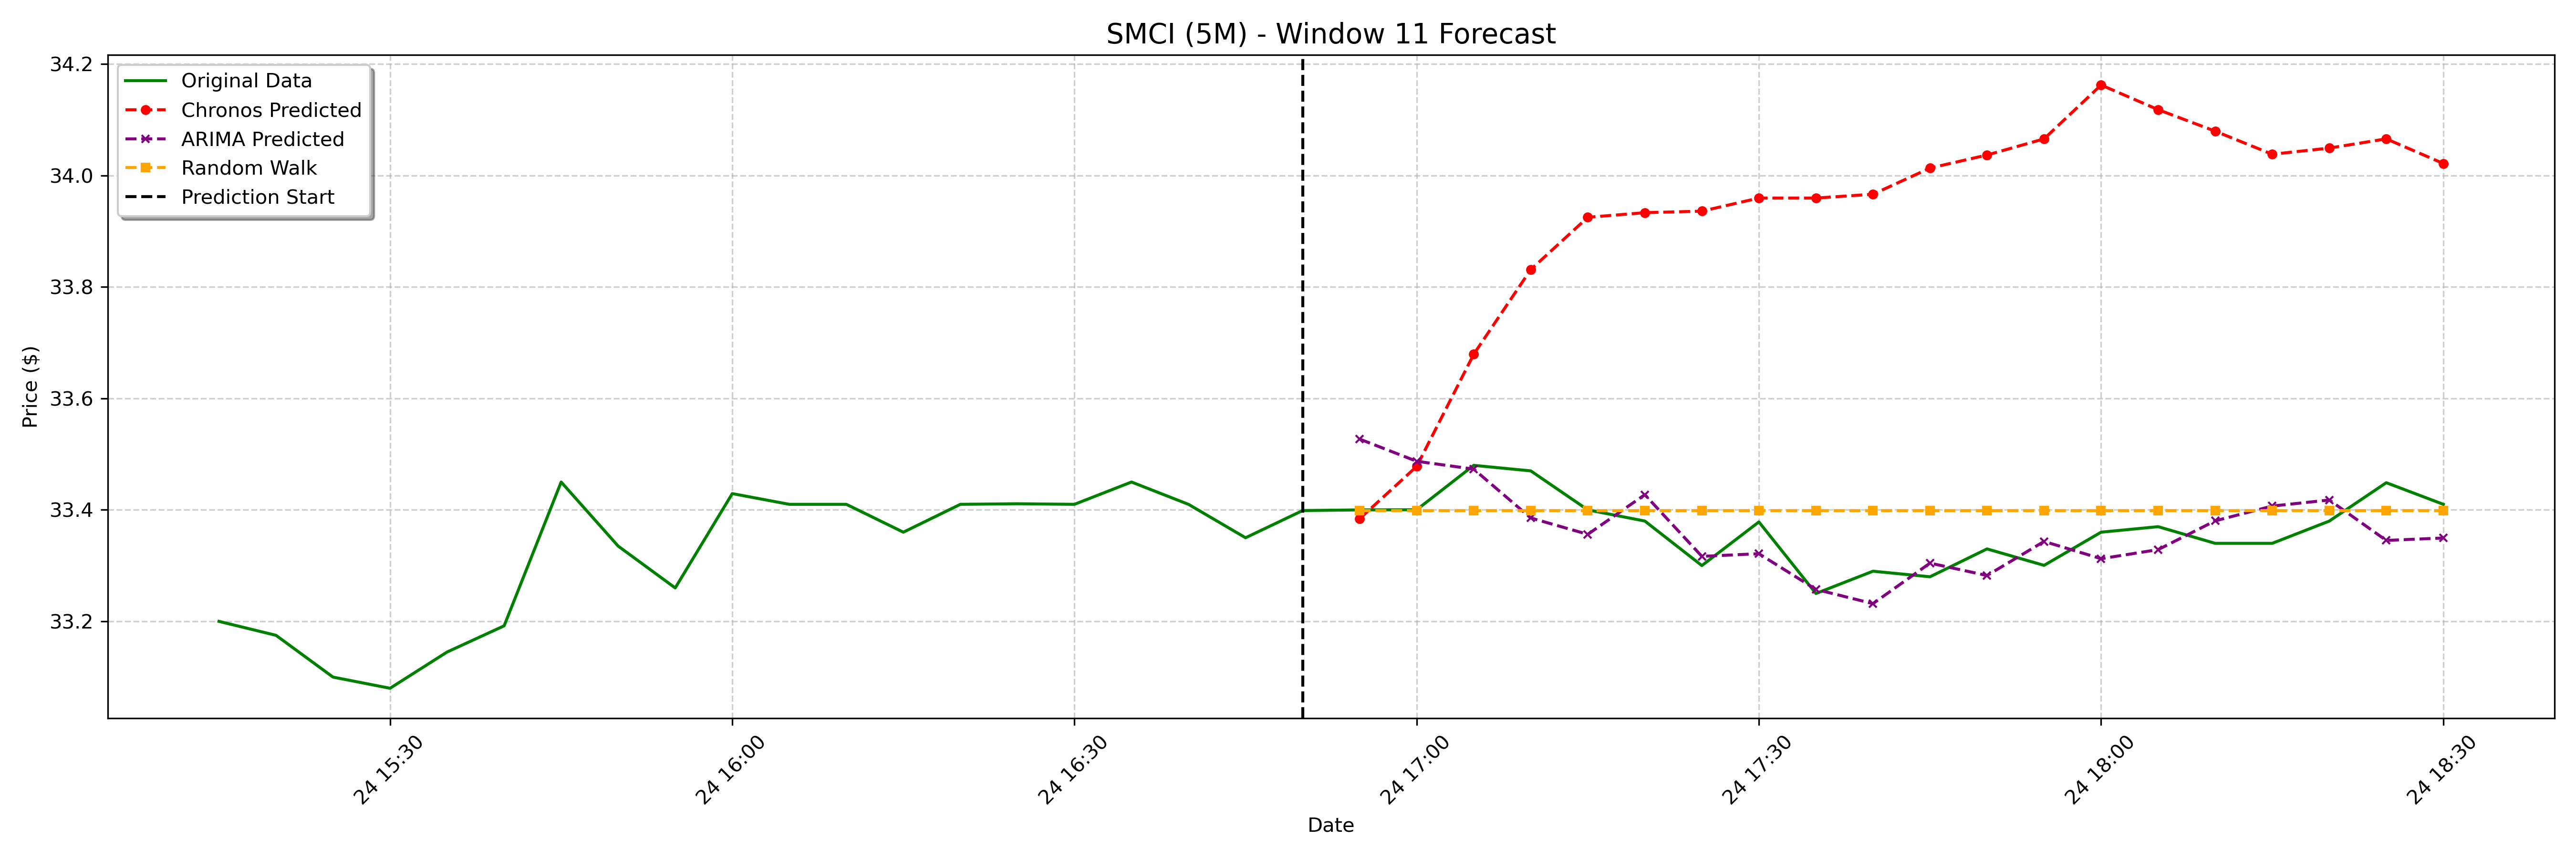 SMCI (5M) - Window 11 Forecast
Original Data
Chronos Predicted
ARIMA Predicted
Random Walk
Prediction Start
Price ($)
34.2
34.0
33.8
33.6
33.4
33.2
24 15:30
24 16:00
24 16:30
24 17:00
24 17:30
24 18:00
24 18:30
Date